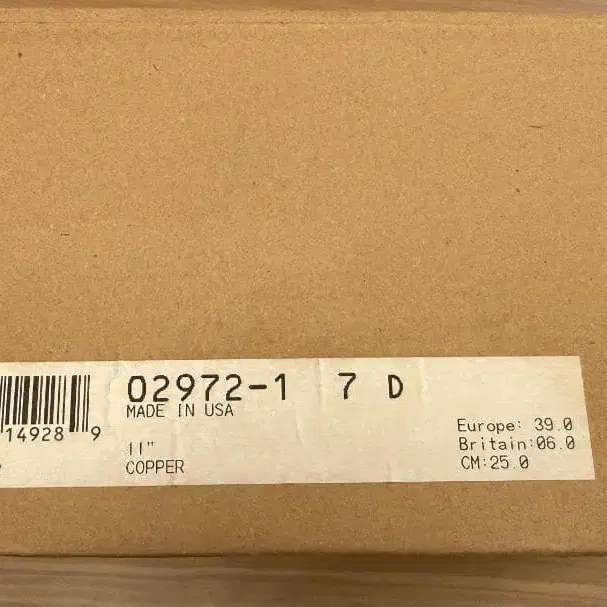 02972-1 7 D
MADE IN USA
14928 9
11"
COPPER
Europe: 39.0
Britain:06.0
CM:25.0